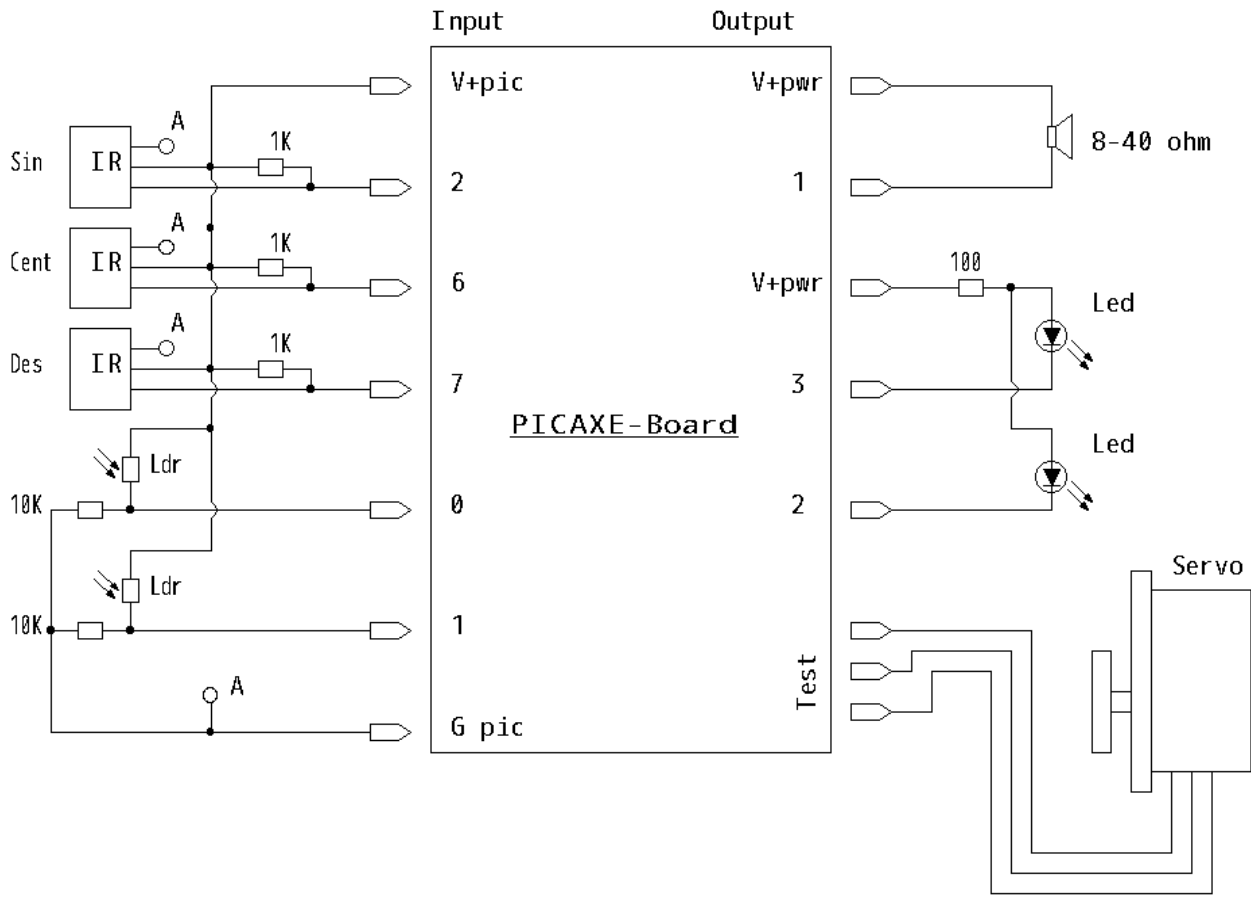 Input
Output
V+pic
V+pwr
A
1K
Sin
IR
2
1
8-40 ohm
A
1K
Cent
IR
6
V+pwr
100
Led
A
1K
Des
IR
7
3
PICAXE-Board
Ldr
Led
10K
0
2
Ldr
Servo
10K
1
Test
A
G pic